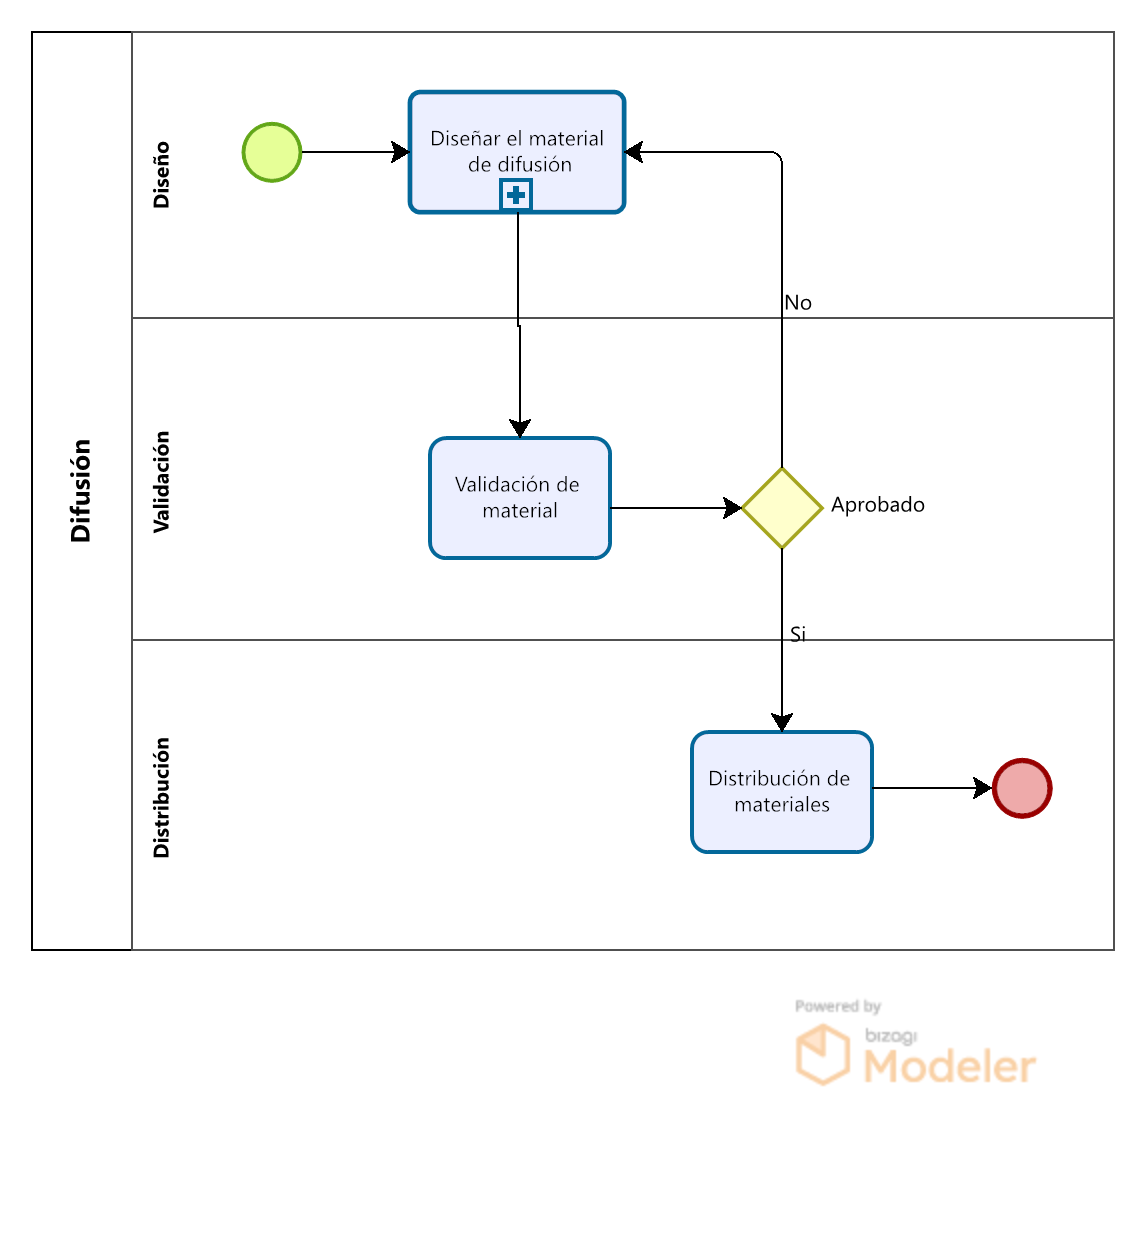 Difusión
Diseño
Diseñar el material
de difusión
No
Validación
Validación de
material
Aprobado
Si
Distribución
Distribución de
materiales
Powered by
bizagi
Modeler